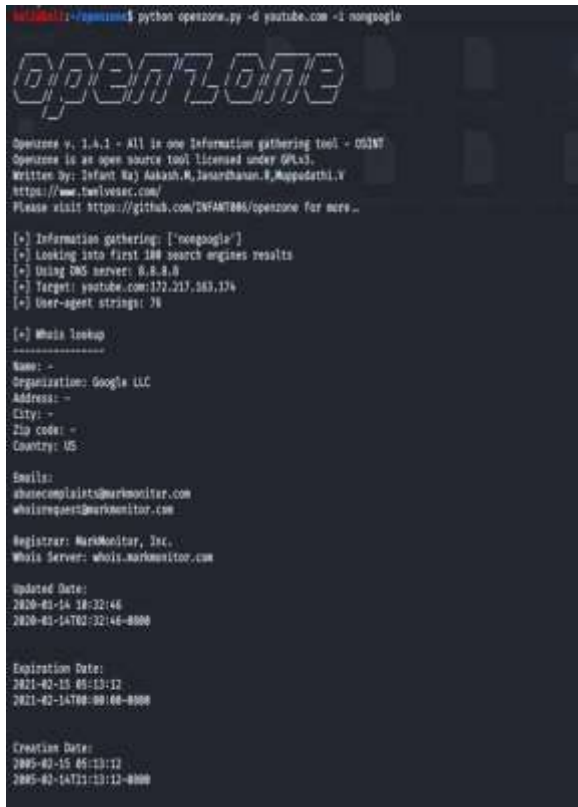 kali@kali:~/openzone$ python openzone.py -d youtube.com -i nongoogle
openzone
Openzone v. 1.4.1 - All in one Information gathering tool - OSINT
Openzone is an open source tool licensed under GPLv3.
Written by: Infant Raj Aakash.M,Janardhanan.R,Muppudathi.V
https://www.twelvesec.com/
Please visit https://github.com/INFANT006/openzone for more…
[+] Information gathering: ['nongoogle']
[+] Looking into first 100 search engines results
[+] Using DNS server: 8.8.8.8
[+] Target: youtube.com:172.217.163.174
[+] User-agent strings: 76
[+] Whois lookup
----------------
Name: -
Organization: Google LLC
Address: -
City: -
Zip code: -
Country: US
Emails:
abusecomplaints@markmonitor.com
whoisrequest@markmonitor.com
Registrar: MarkMonitor, Inc.
Whois Server: whois.markmonitor.com
Updated Date:
2020-01-14 10:32:46
2020-01-14T02:32:46-0800
Expiration Date:
2021-02-15 05:13:12
2021-02-14T00:00:00-0800
Creation Date:
2005-02-15 05:13:12
2005-02-14T21:13:12-0800